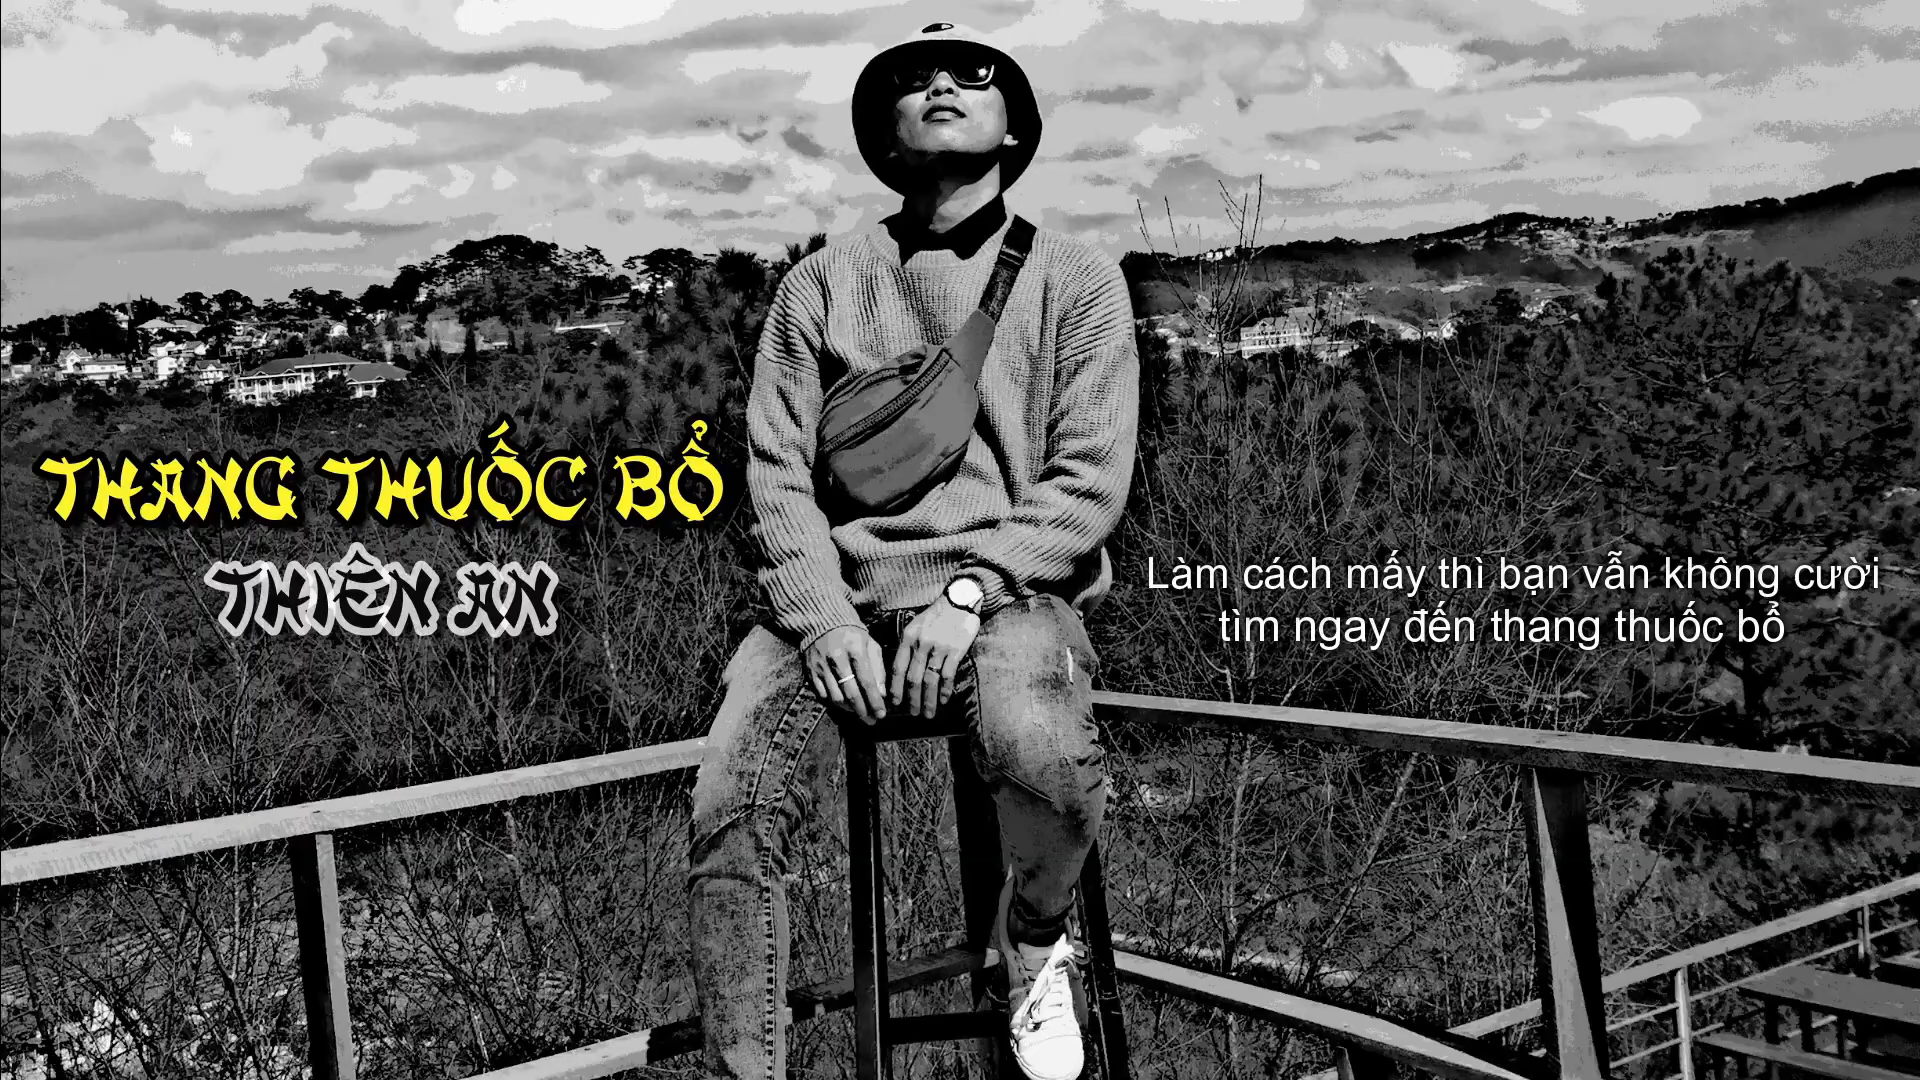 THANG THUỐC BỔ
THIÊN AN
Làm cách mấy thì bạn vẫn không cười
tìm ngay đến thang thuốc bổ